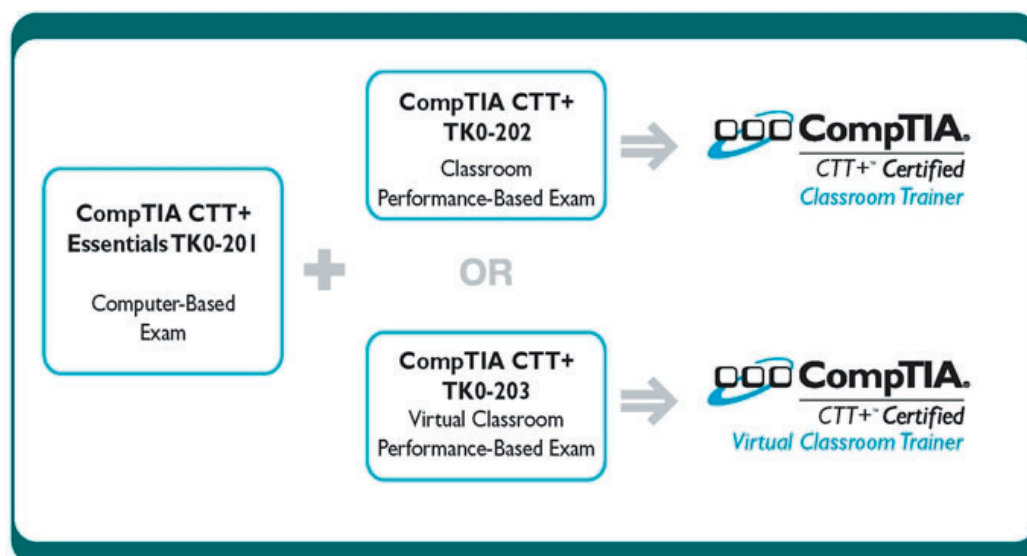 CompTIA CTT+
Essentials TK0-201
Computer-Based
Exam
CompTIA CTT+
TK0-202
Classroom
Performance-Based Exam
CompTIA®
CTT+™ Certified
Classroom Trainer
OR
CompTIA CTT+
TK0-203
Virtual Classroom
Performance-Based Exam
CompTIA®
CTT+™ Certified
Virtual Classroom Trainer